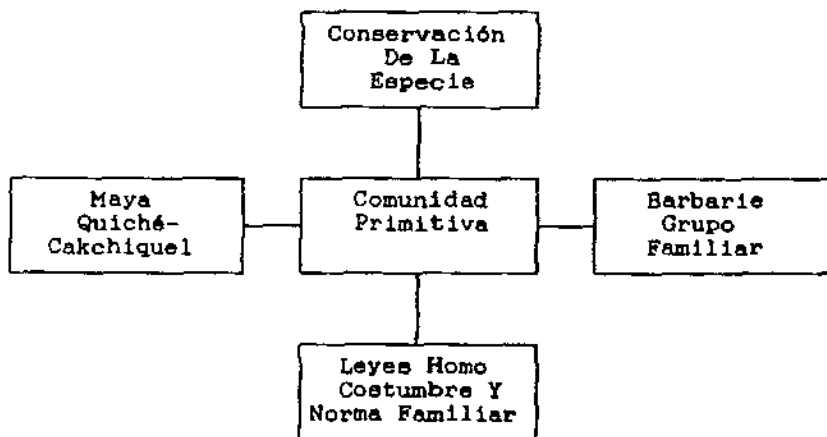 Conservación
De La
Especie
Maya
Quiché-
Cakchiquel
Comunidad
Primitiva
Barbarie
Grupo
Familiar
Leyes Homo
Costumbre Y
Norma Familiar